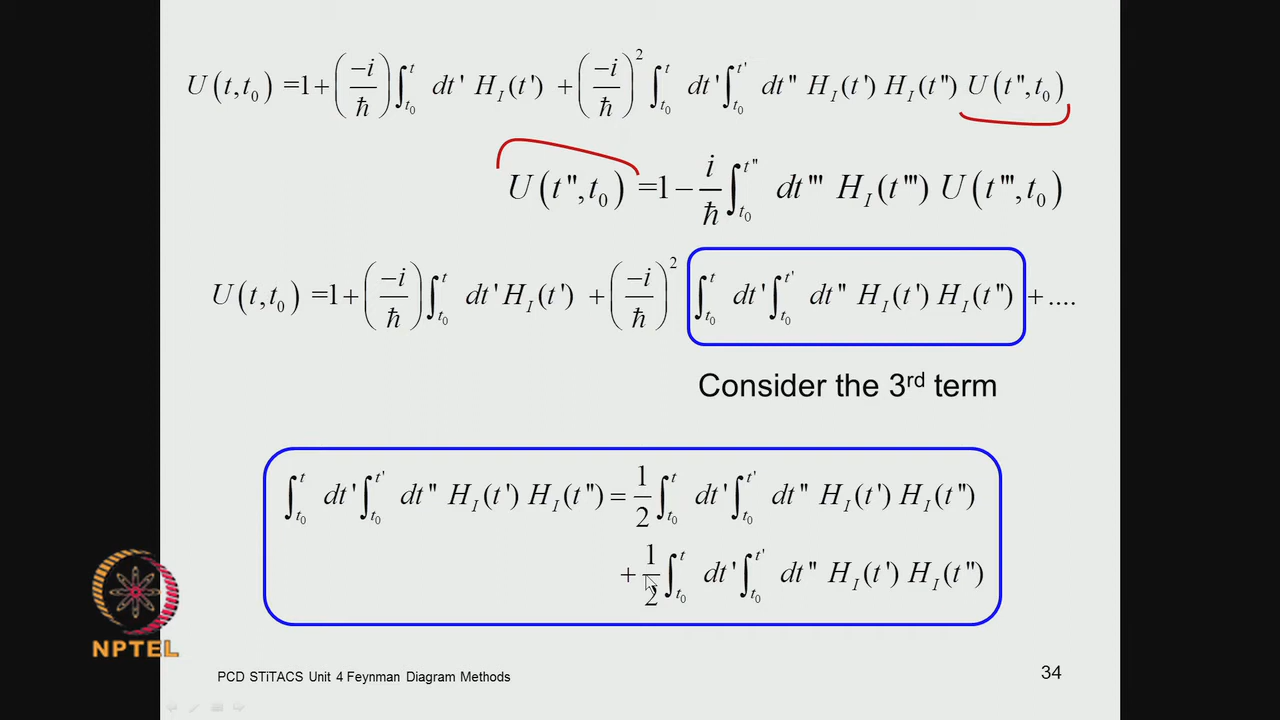 U(t,t₀) =1+(−i/ħ)∫_{t₀}^{t} dt' H_I(t') +(−i/ħ)²∫_{t₀}^{t} dt'∫_{t₀}^{t'} dt'' H_I(t') H_I(t'') U(t'',t₀)
U(t'',t₀) =1−i/ħ∫_{t₀}^{t''} dt''' H_I(t''') U(t''',t₀)
U(t,t₀) =1+(−i/ħ)∫_{t₀}^{t} dt' H_I(t') +(−i/ħ)² ∫_{t₀}^{t} dt'∫_{t₀}^{t'} dt'' H_I(t') H_I(t'') +....
Consider the 3rd term
∫_{t₀}^{t} dt'∫_{t₀}^{t'} dt'' H_I(t') H_I(t'') = 1/2∫_{t₀}^{t} dt'∫_{t₀}^{t'} dt'' H_I(t') H_I(t'')
+1/2∫_{t₀}^{t} dt'∫_{t₀}^{t'} dt'' H_I(t') H_I(t'')
NPTEL
PCD STiTACS Unit 4 Feynman Diagram Methods
34